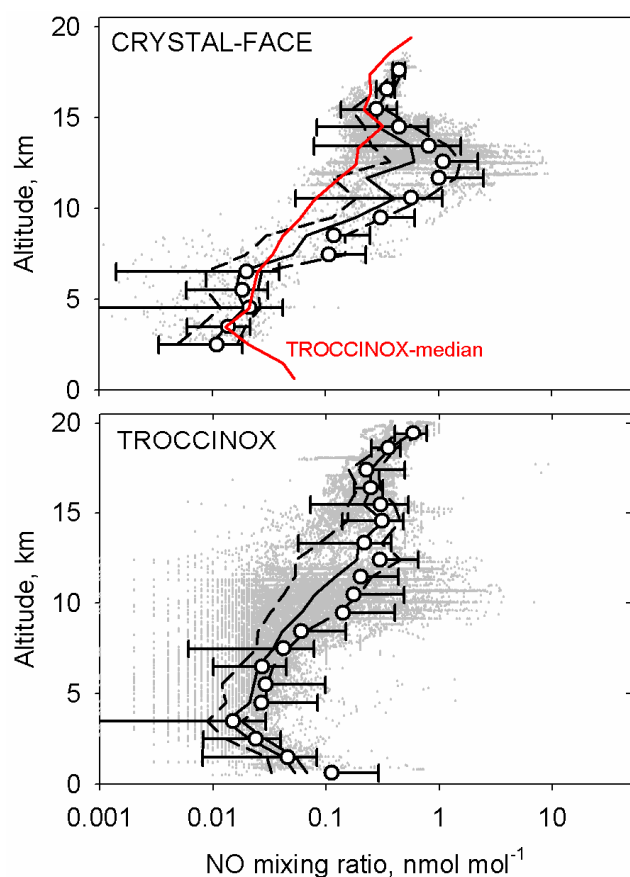 20
CRYSTAL-FACE
15
Altitude, km
10
5
TROCCINOX-median
0
20
TROCCINOX
15
Altitude, km
10
5
0
0.001 0.01 0.1 1 10
NO mixing ratio, nmol mol⁻¹